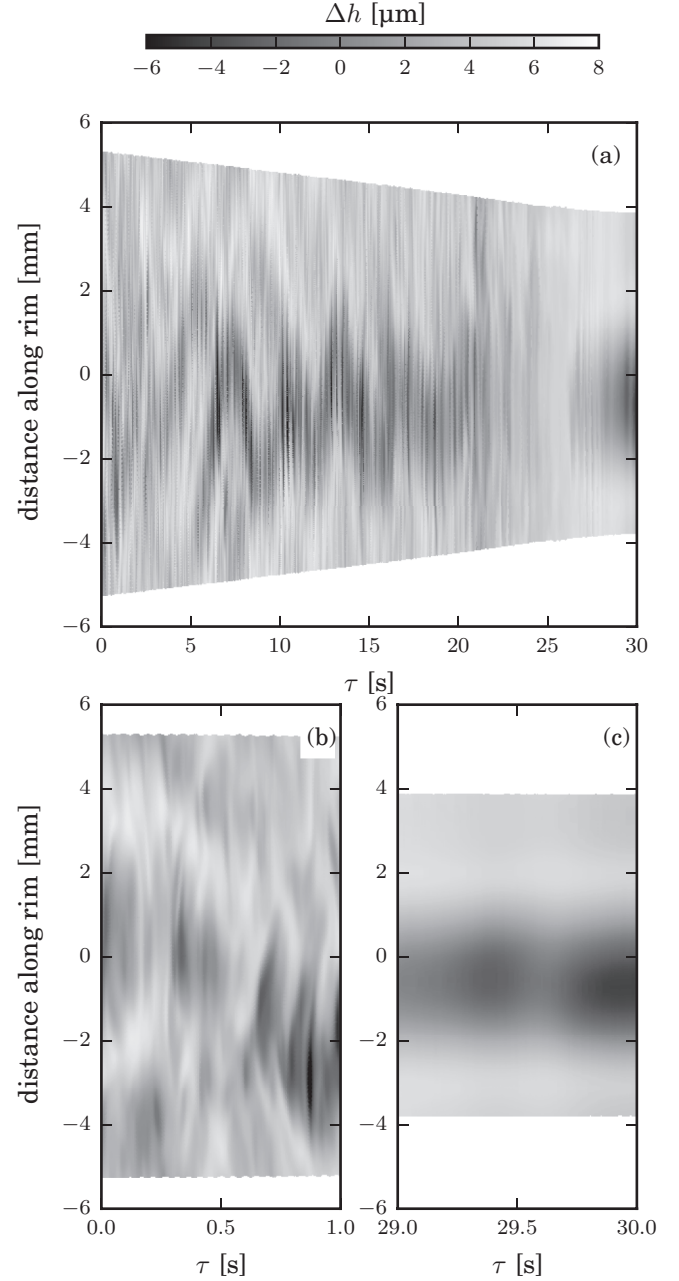 Δh [µm]
−6 −4 −2 0 2 4 6 8
(a)
6
4
2
0
−2
−4
−6
distance along rim [mm]
0 5 10 15 20 25 30
τ [s]
(b) (c)
6 6
4 4
2 2
0 0
−2 −2
−4 −4
−6 −6
distance along rim [mm]
0.0 0.5 1.0 29.0 29.5 30.0
τ [s] τ [s]